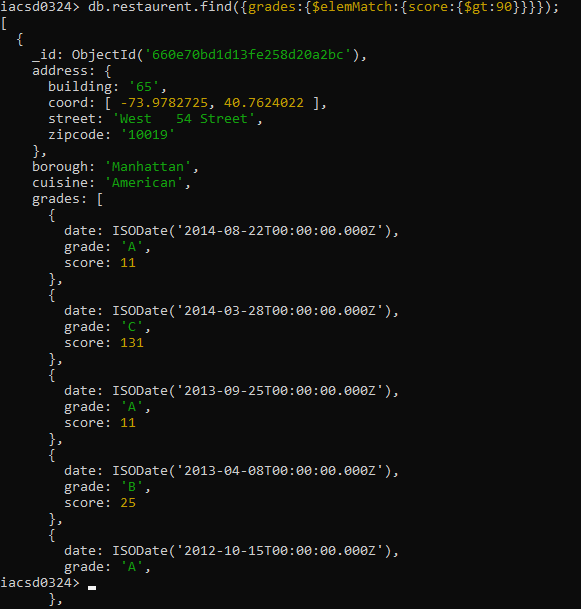 iacsd0324> db.restaurent.find({grades:{$elemMatch:{score:{$gt:90}}}});
[
  {
    _id: ObjectId('660e70bd1d13fe258d20a2bc'),
    address: {
      building: '65',
      coord: [ -73.9782725, 40.7624022 ],
      street: 'West   54 Street',
      zipcode: '10019'
    },
    borough: 'Manhattan',
    cuisine: 'American',
    grades: [
      {
        date: ISODate('2014-08-22T00:00:00.000Z'),
        grade: 'A',
        score: 11
      },
      {
        date: ISODate('2014-03-28T00:00:00.000Z'),
        grade: 'C',
        score: 131
      },
      {
        date: ISODate('2013-09-25T00:00:00.000Z'),
        grade: 'A',
        score: 11
      },
      {
        date: ISODate('2013-04-08T00:00:00.000Z'),
        grade: 'B',
        score: 25
      },
      {
        date: ISODate('2012-10-15T00:00:00.000Z'),
        grade: 'A',
iacsd0324> _
      },